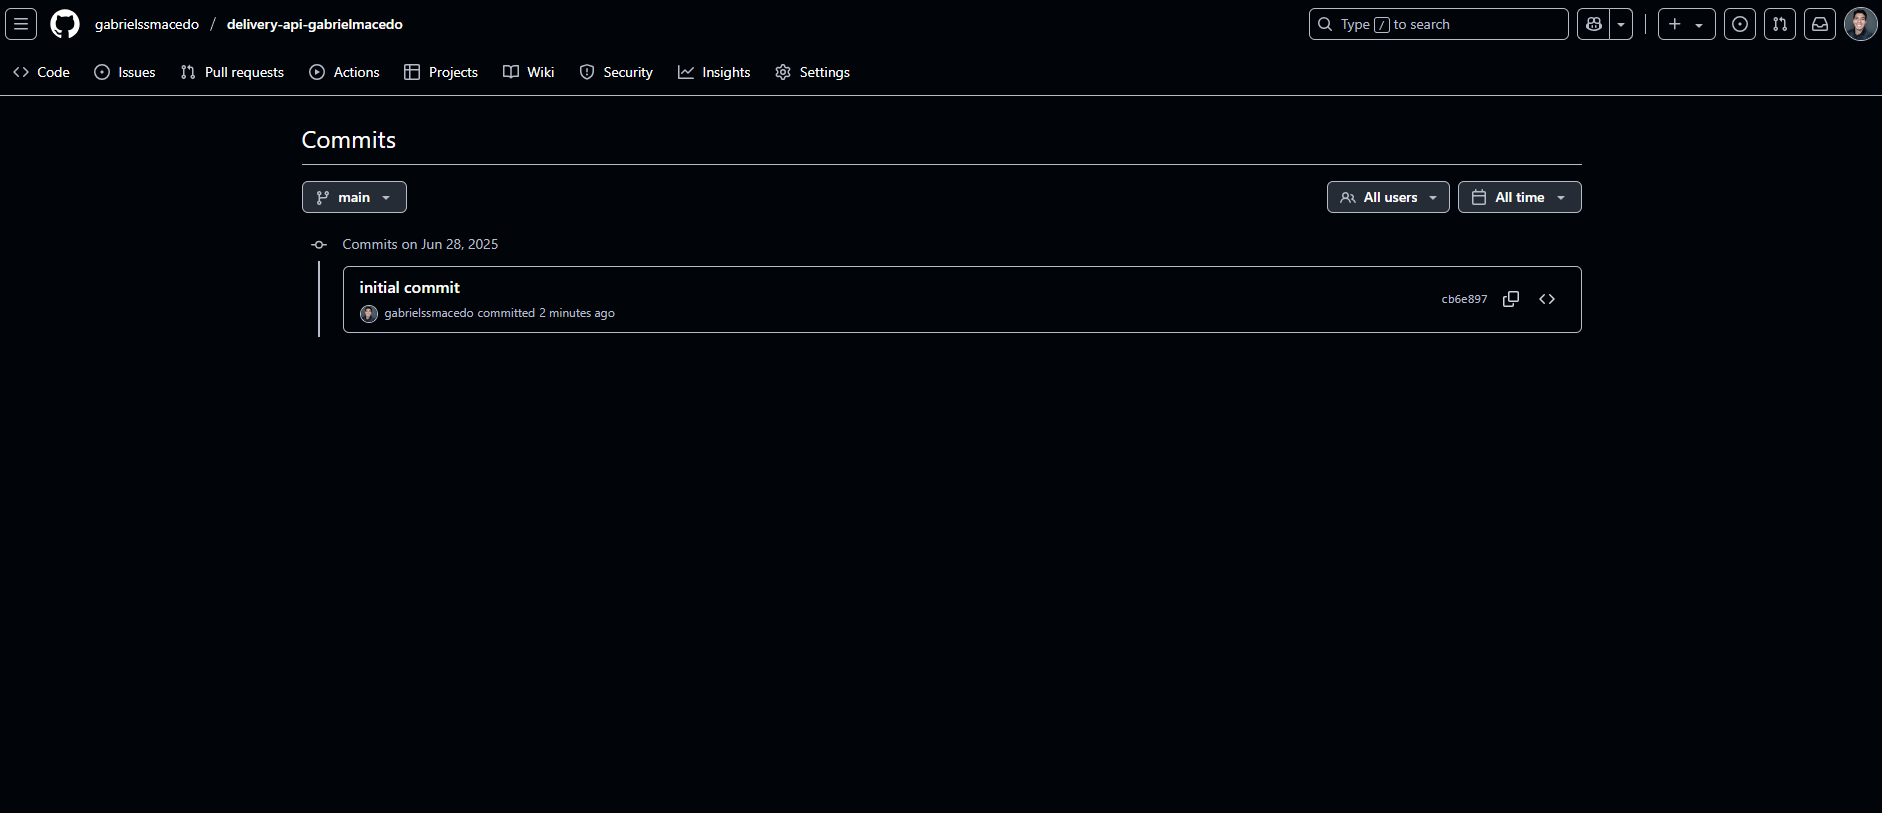 gabrielssmacedo / delivery-api-gabrielmacedo
Type / to search
Code Issues Pull requests Actions Projects Wiki Security Insights Settings
Commits
main
All users All time
Commits on Jun 28, 2025
initial commit
gabrielssmacedo committed 2 minutes ago
cb6e897